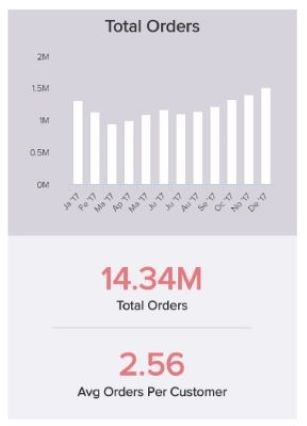 Total Orders
2M
1.5M
1M
0.5M
0M
Ja '17 Fe '17 Ma '17 Ap '17 Ma '17 Ju '17 Ju '17 Au '17 Se '17 Oc '17 No '17 De '17
14.34M
Total Orders
2.56
Avg Orders Per Customer